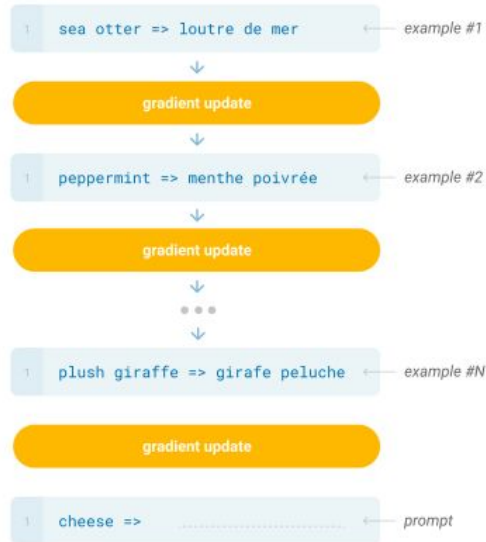 1 sea otter => loutre de mer example #1
gradient update
1 peppermint => menthe poivrée example #2
gradient update
1 plush giraffe => girafe peluche example #N
gradient update
1 cheese => prompt